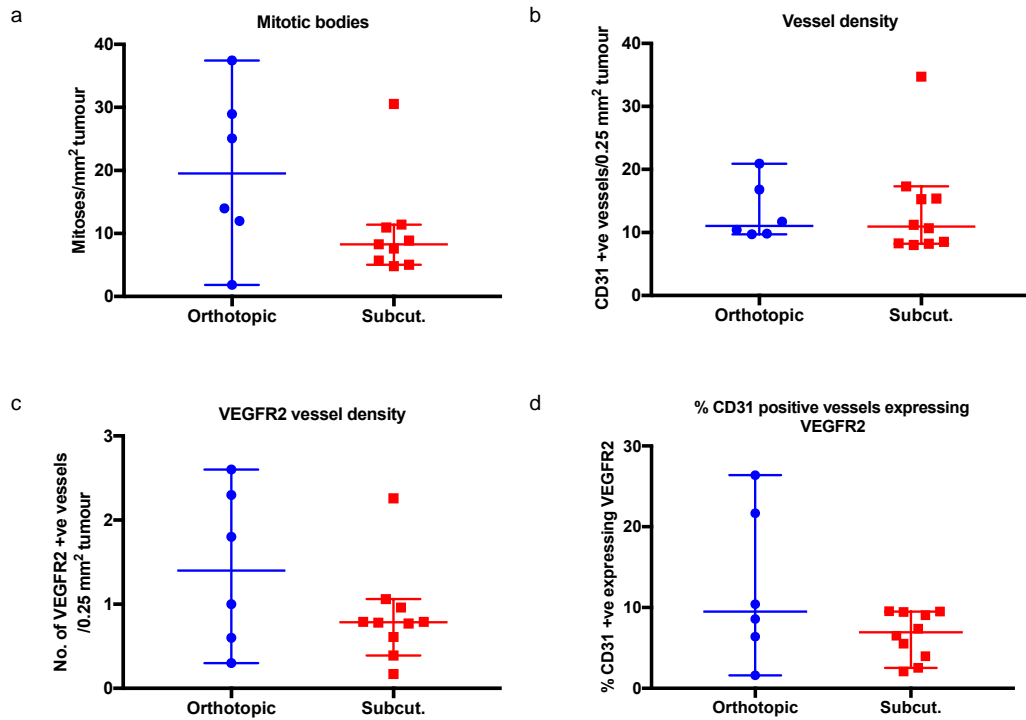 a
Mitotic bodies
Mitoses/mm² tumour
40
30
20
10
0
Orthotopic
Subcut.
b
Vessel density
CD31 +ve vessels/0.25 mm² tumour
40
30
20
10
0
Orthotopic
Subcut.
c
VEGFR2 vessel density
No. of VEGFR2 +ve vessels
/0.25 mm² tumour
3
2
1
0
Orthotopic
Subcut.
d
% CD31 positive vessels expressing
VEGFR2
% CD31 +ve expressing VEGFR2
30
20
10
0
Orthotopic
Subcut.